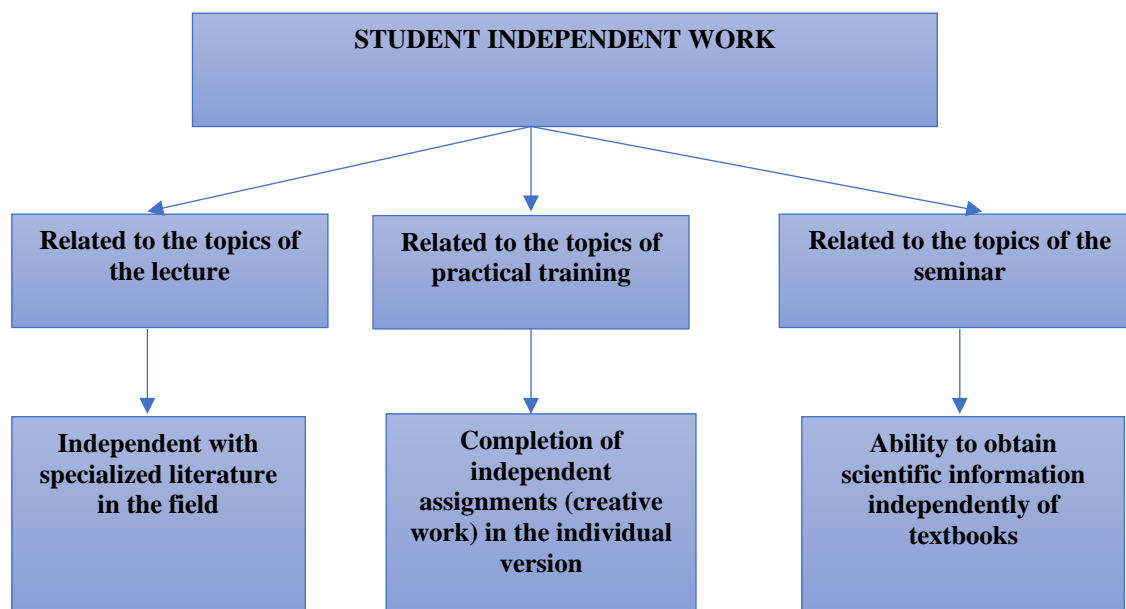 STUDENT INDEPENDENT WORK
Related to the topics of
the lecture
Related to the topics of
practical training
Related to the topics of the
seminar
Independent with
specialized literature
in the field
Completion of
independent
assignments (creative
work) in the individual
version
Ability to obtain
scientific information
independently of
textbooks